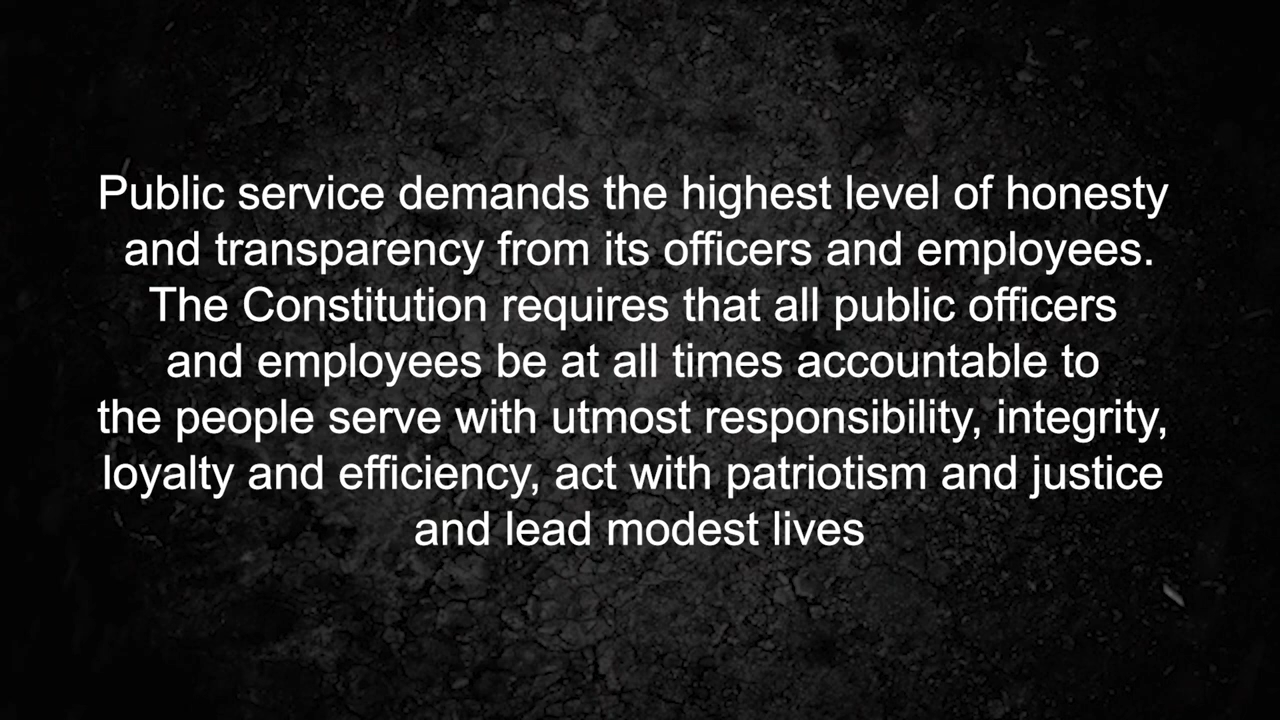 Public service demands the highest level of honesty
and transparency from its officers and employees.
The Constitution requires that all public officers
and employees be at all times accountable to
the people serve with utmost responsibility, integrity,
loyalty and efficiency, act with patriotism and justice
and lead modest lives